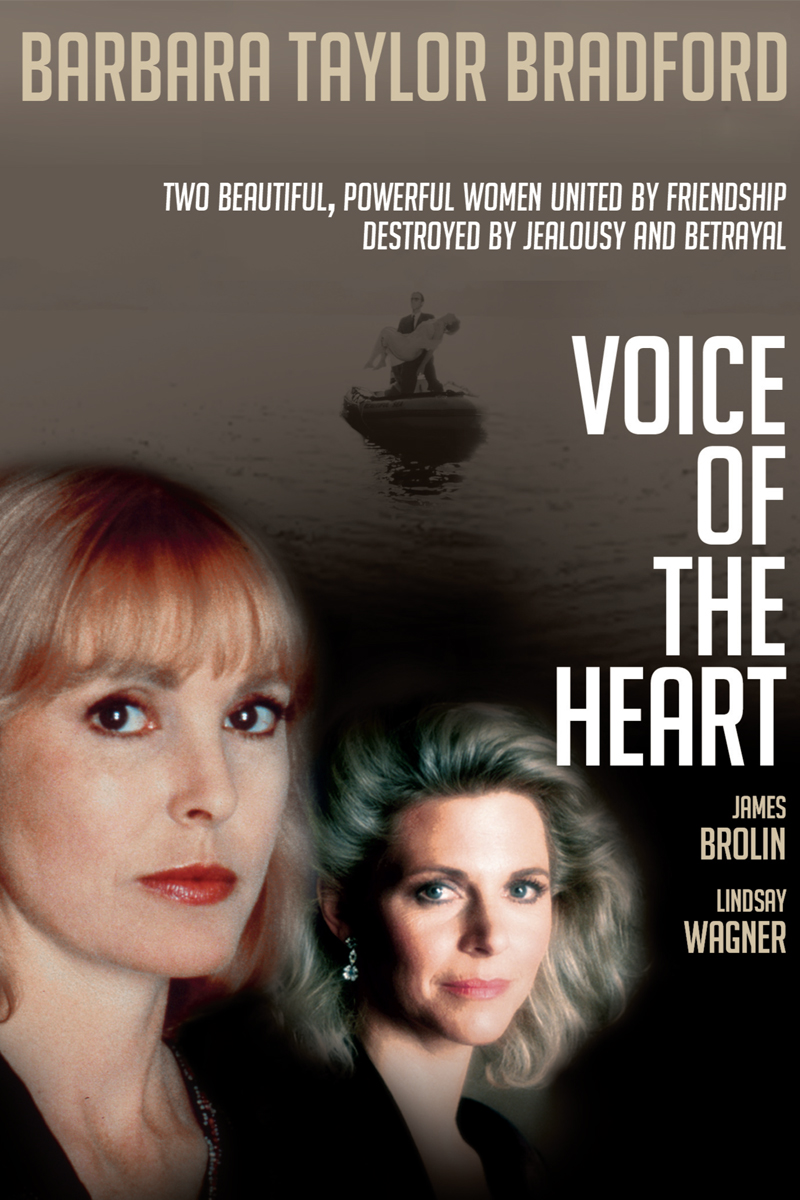 BARBARA TAYLOR BRADFORD
TWO BEAUTIFUL, POWERFUL WOMEN UNITED BY FRIENDSHIP
DESTROYED BY JEALOUSY AND BETRAYAL
VOICE
OF
THE
HEART
JAMES
BROLIN
LINDSAY
WAGNER